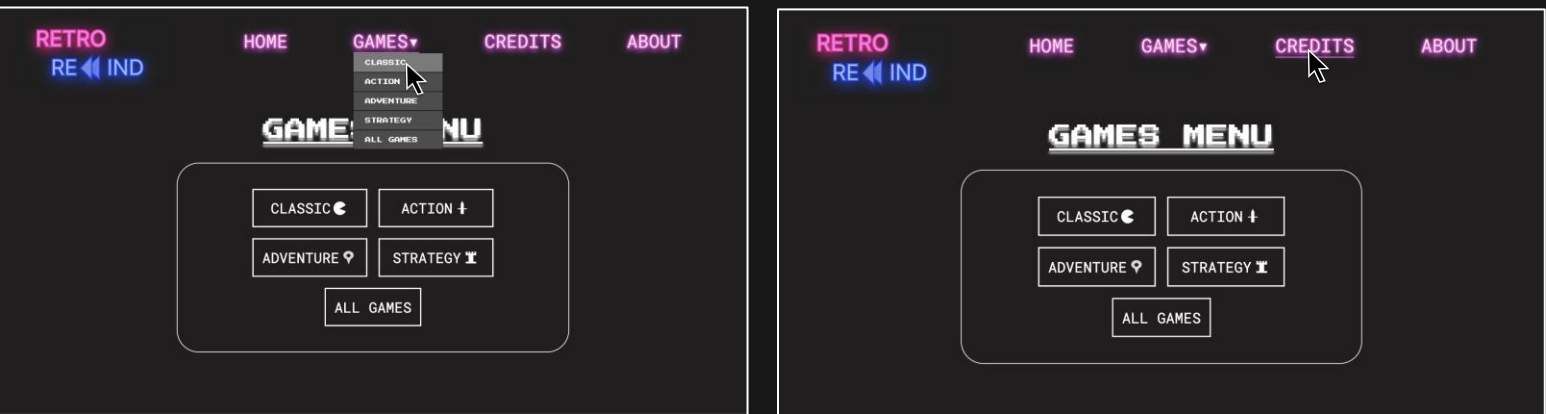 RETRO
RE IND
HOME GAMES▾ CREDITS ABOUT
CLASSIC
ACTION
ADVENTURE
STRATEGY
ALL GAMES
GAMES NU
CLASSIC ACTION
ADVENTURE STRATEGY
ALL GAMES
RETRO
RE IND
HOME GAMES▾ CREDITS ABOUT
GAMES MENU
CLASSIC ACTION
ADVENTURE STRATEGY
ALL GAMES